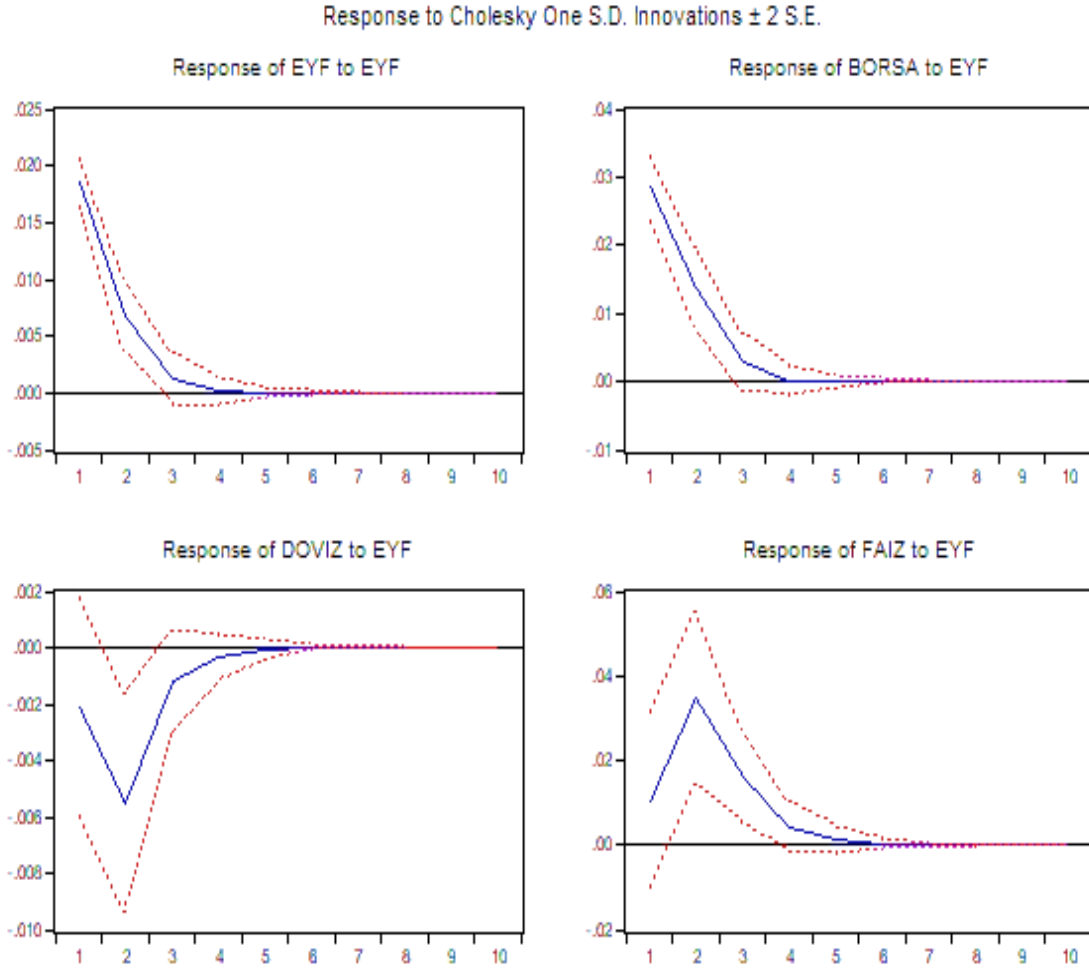 Response to Cholesky One S.D. Innovations ± 2 S.E.
Response of EYF to EYF
.025
.020
.015
.010
.005
.000
-.005
1 2 3 4 5 6 7 8 9 10
Response of BORSA to EYF
.04
.03
.02
.01
.00
-.01
1 2 3 4 5 6 7 8 9 10
Response of DOVIZ to EYF
.002
.000
-.002
-.004
-.006
-.008
-.010
1 2 3 4 5 6 7 8 9 10
Response of FAIZ to EYF
.06
.04
.02
.00
-.02
1 2 3 4 5 6 7 8 9 10